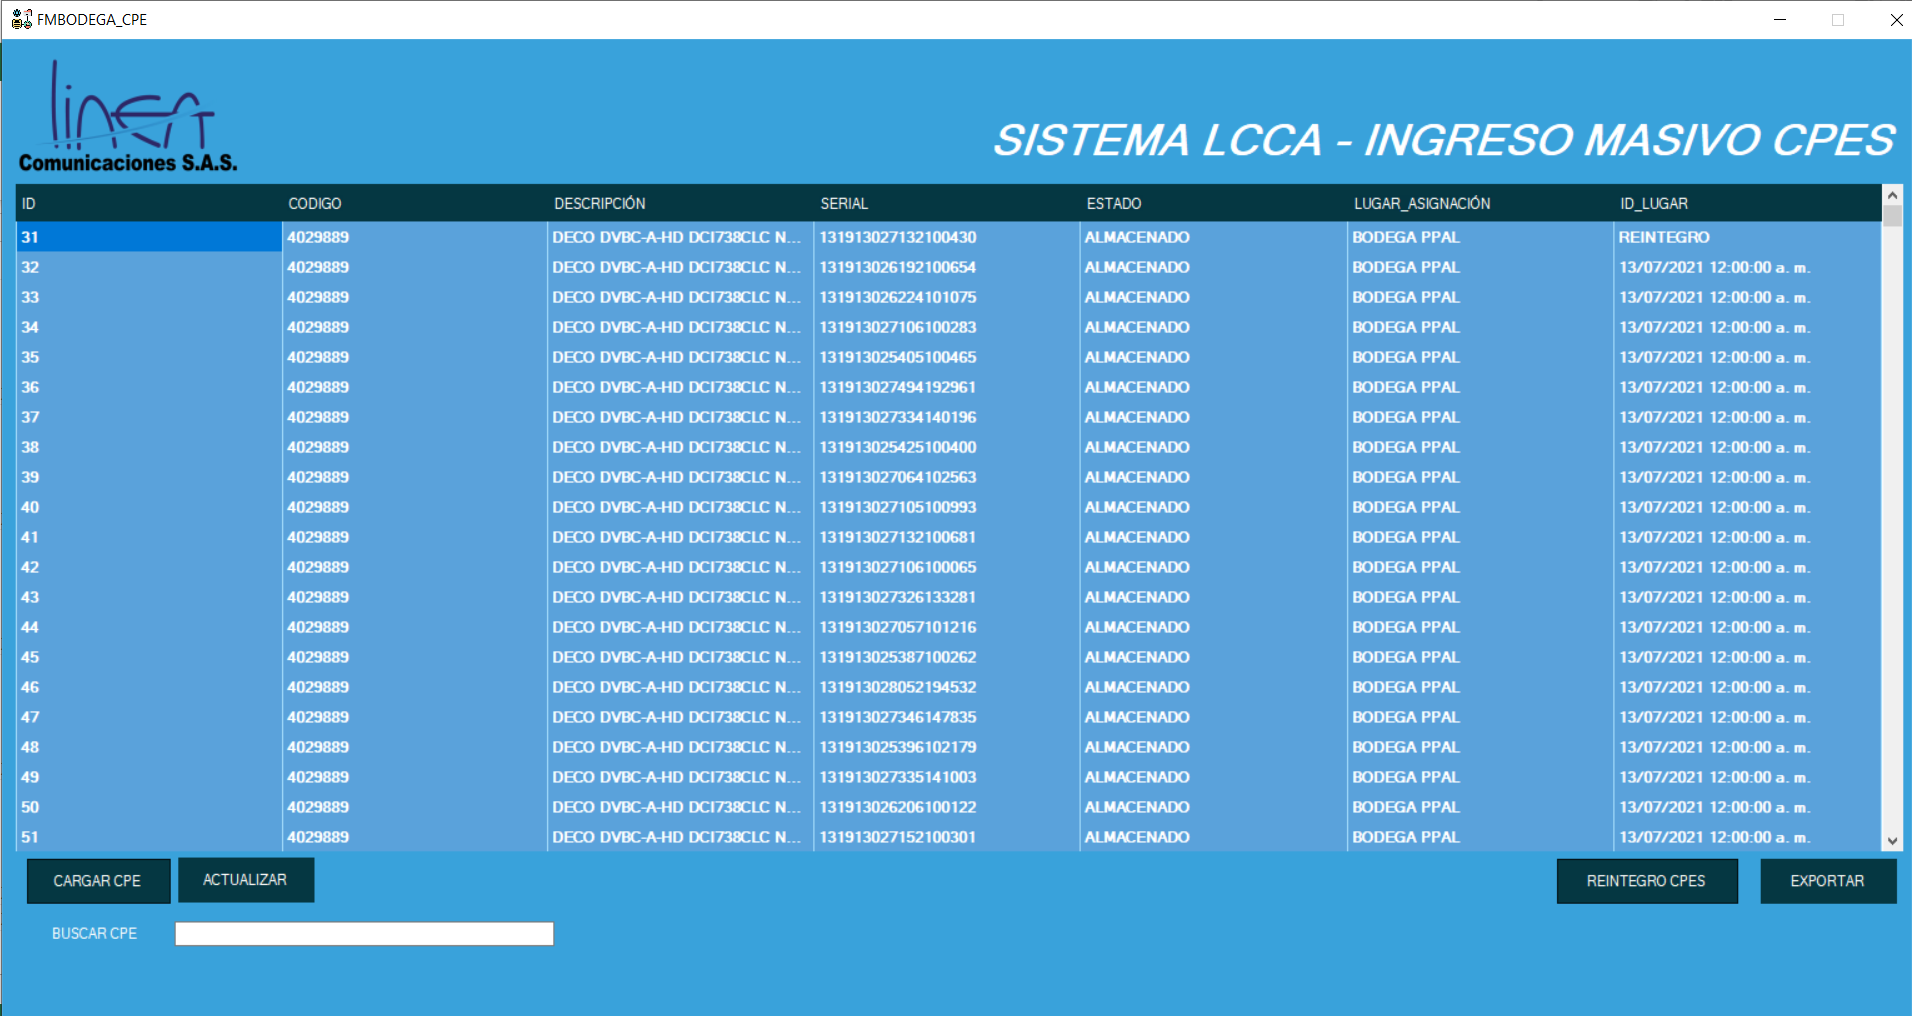 FMBODEGA_CPE
LINEA
Comunicaciones S.A.S.
SISTEMA LCCA - INGRESO MASIVO CPES
ID CODIGO DESCRIPCIÓN SERIAL ESTADO LUGAR_ASIGNACIÓN ID_LUGAR
31 4029889 DECO DVBC-A-HD DCI738CLC N... 131913027132100430 ALMACENADO BODEGA PPAL REINTEGRO
32 4029889 DECO DVBC-A-HD DCI738CLC N... 131913026192100654 ALMACENADO BODEGA PPAL 13/07/2021 12:00:00 a. m.
33 4029889 DECO DVBC-A-HD DCI738CLC N... 131913026224101075 ALMACENADO BODEGA PPAL 13/07/2021 12:00:00 a. m.
34 4029889 DECO DVBC-A-HD DCI738CLC N... 131913027106100283 ALMACENADO BODEGA PPAL 13/07/2021 12:00:00 a. m.
35 4029889 DECO DVBC-A-HD DCI738CLC N... 131913025405100465 ALMACENADO BODEGA PPAL 13/07/2021 12:00:00 a. m.
36 4029889 DECO DVBC-A-HD DCI738CLC N... 131913027494192961 ALMACENADO BODEGA PPAL 13/07/2021 12:00:00 a. m.
37 4029889 DECO DVBC-A-HD DCI738CLC N... 131913027334140196 ALMACENADO BODEGA PPAL 13/07/2021 12:00:00 a. m.
38 4029889 DECO DVBC-A-HD DCI738CLC N... 131913025425100400 ALMACENADO BODEGA PPAL 13/07/2021 12:00:00 a. m.
39 4029889 DECO DVBC-A-HD DCI738CLC N... 131913027064102563 ALMACENADO BODEGA PPAL 13/07/2021 12:00:00 a. m.
40 4029889 DECO DVBC-A-HD DCI738CLC N... 131913027105100993 ALMACENADO BODEGA PPAL 13/07/2021 12:00:00 a. m.
41 4029889 DECO DVBC-A-HD DCI738CLC N... 131913027132100681 ALMACENADO BODEGA PPAL 13/07/2021 12:00:00 a. m.
42 4029889 DECO DVBC-A-HD DCI738CLC N... 131913027106100065 ALMACENADO BODEGA PPAL 13/07/2021 12:00:00 a. m.
43 4029889 DECO DVBC-A-HD DCI738CLC N... 131913027326133281 ALMACENADO BODEGA PPAL 13/07/2021 12:00:00 a. m.
44 4029889 DECO DVBC-A-HD DCI738CLC N... 131913027057101216 ALMACENADO BODEGA PPAL 13/07/2021 12:00:00 a. m.
45 4029889 DECO DVBC-A-HD DCI738CLC N... 131913025387100262 ALMACENADO BODEGA PPAL 13/07/2021 12:00:00 a. m.
46 4029889 DECO DVBC-A-HD DCI738CLC N... 131913028052194532 ALMACENADO BODEGA PPAL 13/07/2021 12:00:00 a. m.
47 4029889 DECO DVBC-A-HD DCI738CLC N... 131913027346147835 ALMACENADO BODEGA PPAL 13/07/2021 12:00:00 a. m.
48 4029889 DECO DVBC-A-HD DCI738CLC N... 131913025396102179 ALMACENADO BODEGA PPAL 13/07/2021 12:00:00 a. m.
49 4029889 DECO DVBC-A-HD DCI738CLC N... 131913027335141003 ALMACENADO BODEGA PPAL 13/07/2021 12:00:00 a. m.
50 4029889 DECO DVBC-A-HD DCI738CLC N... 131913026206100122 ALMACENADO BODEGA PPAL 13/07/2021 12:00:00 a. m.
51 4029889 DECO DVBC-A-HD DCI738CLC N... 131913027152100301 ALMACENADO BODEGA PPAL 13/07/2021 12:00:00 a. m.
CARGAR CPE ACTUALIZAR REINTEGRO CPES EXPORTAR
BUSCAR CPE